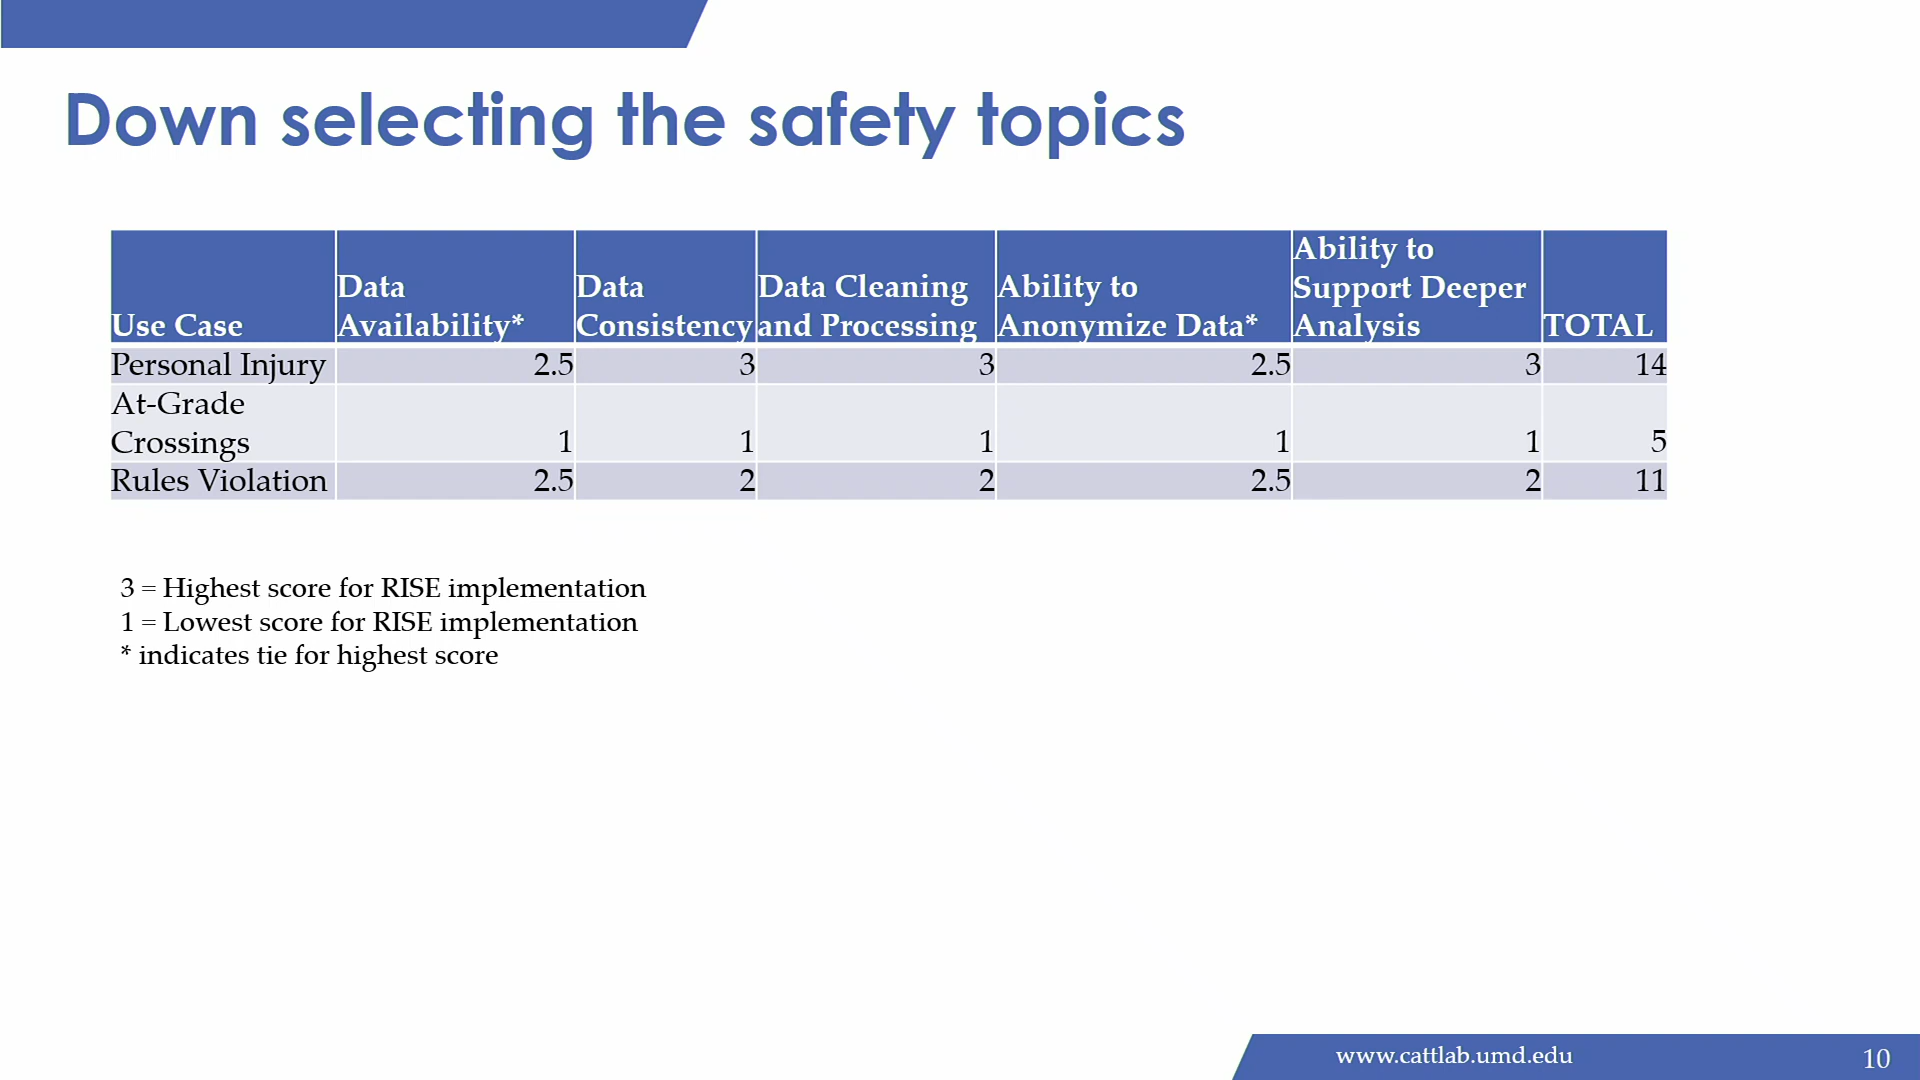 Down selecting the safety topics
Use Case Data Availability* Data Consistency Data Cleaning and Processing Ability to Anonymize Data* Ability to Support Deeper Analysis TOTAL
Personal Injury 2.5 3 3 2.5 3 14
At-Grade Crossings 1 1 1 1 1 5
Rules Violation 2.5 2 2 2.5 2 11
3 = Highest score for RISE implementation
1 = Lowest score for RISE implementation
* indicates tie for highest score
www.cattlab.umd.edu 10